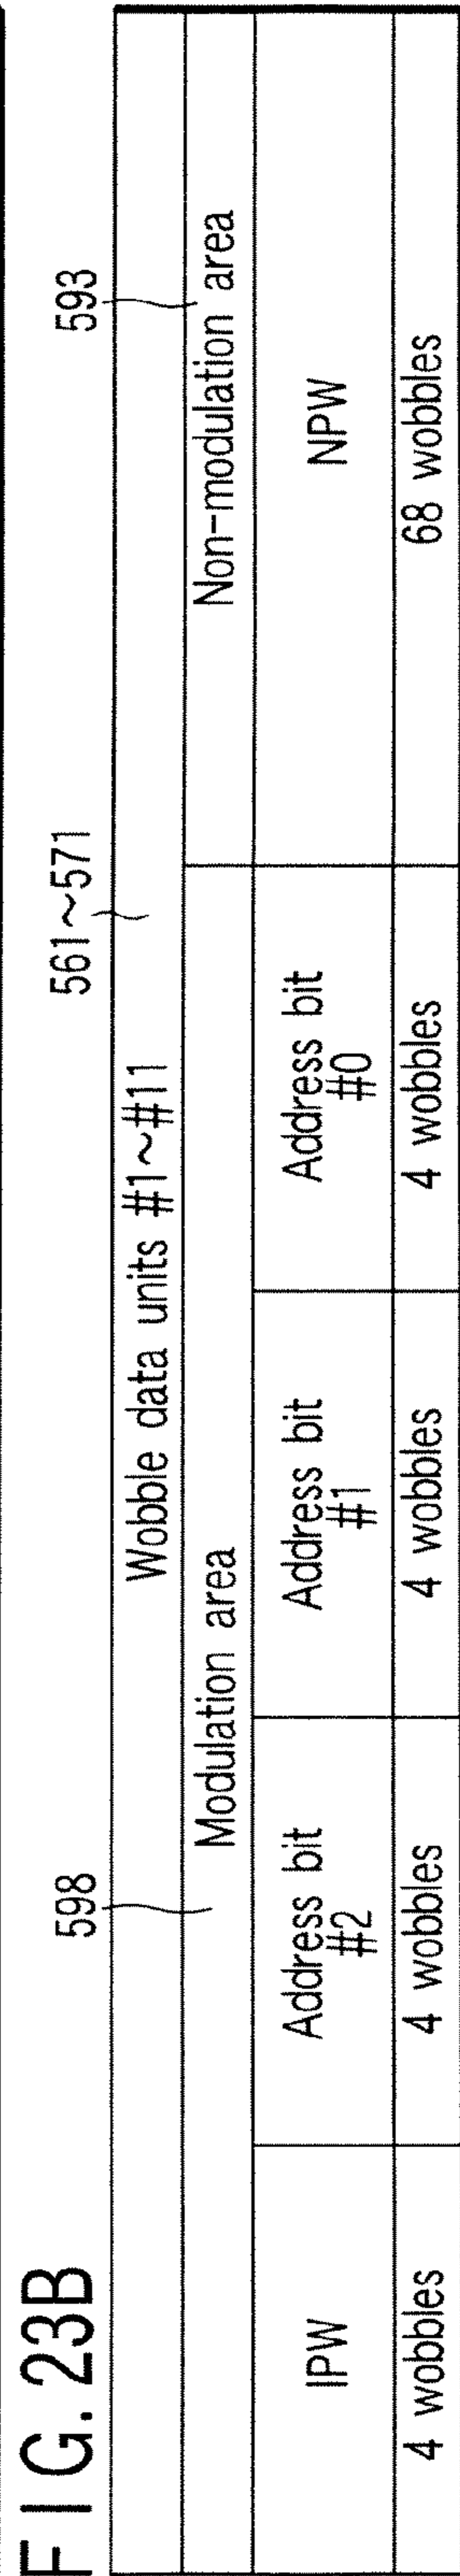 FIG. 23B
598
561~571
593
Wobble data units #1~#11
Modulation area
Non-modulation area
IPW
Address bit
#2
Address bit
#1
Address bit
#0
NPW
4 wobbles
4 wobbles
4 wobbles
4 wobbles
68 wobbles